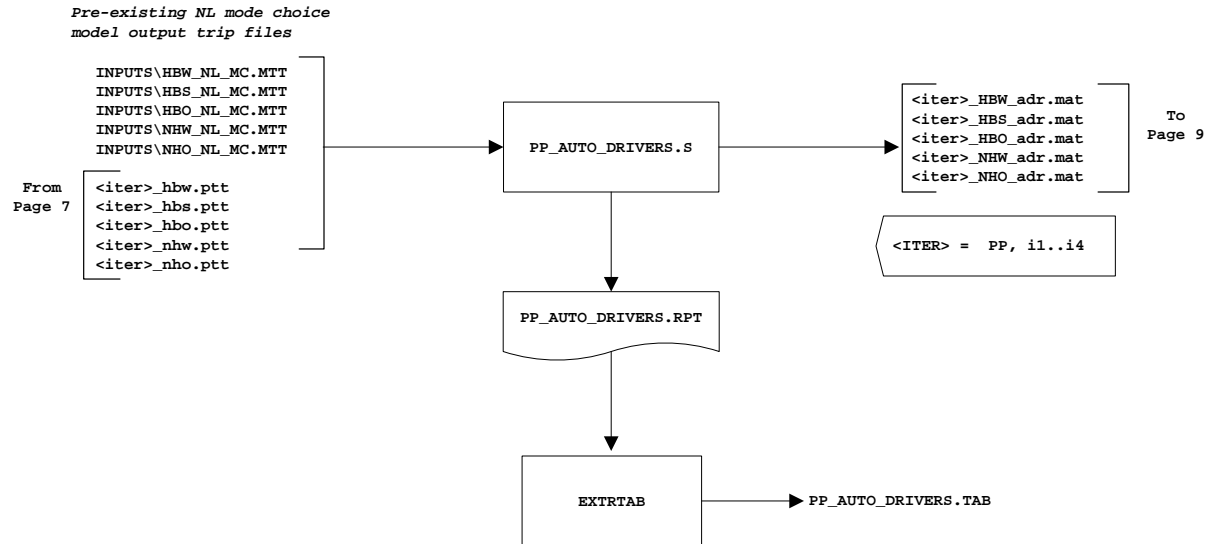 Pre-existing NL mode choice
model output trip files
INPUTS\HBW_NL_MC.MTT
INPUTS\HBS_NL_MC.MTT
INPUTS\HBO_NL_MC.MTT
INPUTS\NHW_NL_MC.MTT
INPUTS\NHO_NL_MC.MTT
From
Page 7
<iter>_hbw.ptt
<iter>_hbs.ptt
<iter>_hbo.ptt
<iter>_nhw.ptt
<iter>_nho.ptt
PP_AUTO_DRIVERS.S
<iter>_HBW_adr.mat
<iter>_HBS_adr.mat
<iter>_HBO_adr.mat
<iter>_NHW_adr.mat
<iter>_NHO_adr.mat
To
Page 9
<ITER> = PP, i1..i4
PP_AUTO_DRIVERS.RPT
EXTRTAB
PP_AUTO_DRIVERS.TAB